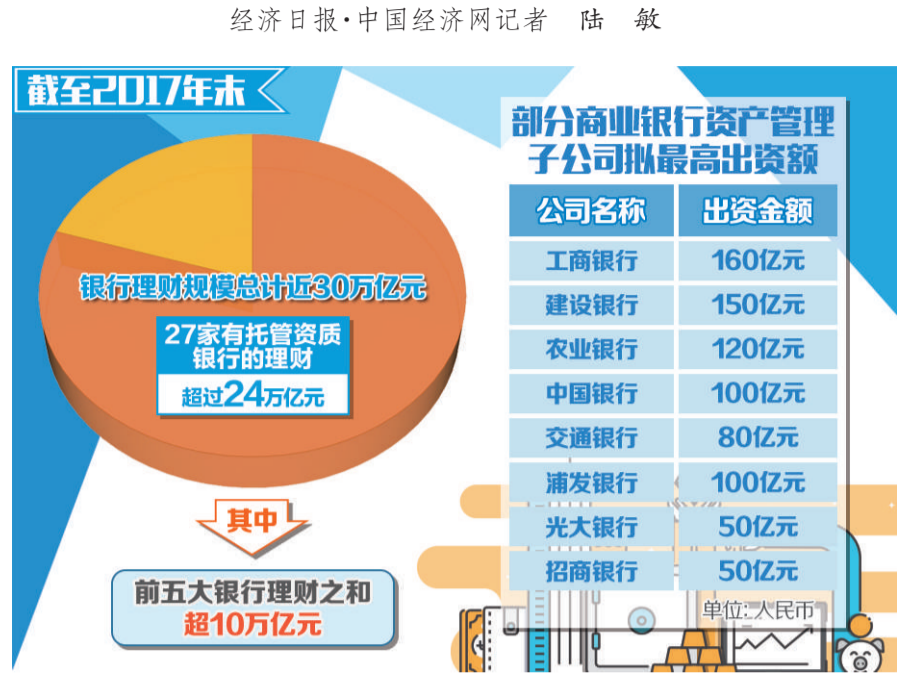 经济日报·中国经济网记者 陆 敏
截至2017年末
银行理财规模总计近30万亿元
27家有托管资质
银行的理财
超过24万亿元
其中
前五大银行理财之和
超10万亿元
部分商业银行资产管理
子公司拟最高出资额
公司名称 出资金额
工商银行 160亿元
建设银行 150亿元
农业银行 120亿元
中国银行 100亿元
交通银行 80亿元
浦发银行 100亿元
光大银行 50亿元
招商银行 50亿元
单位:人民币